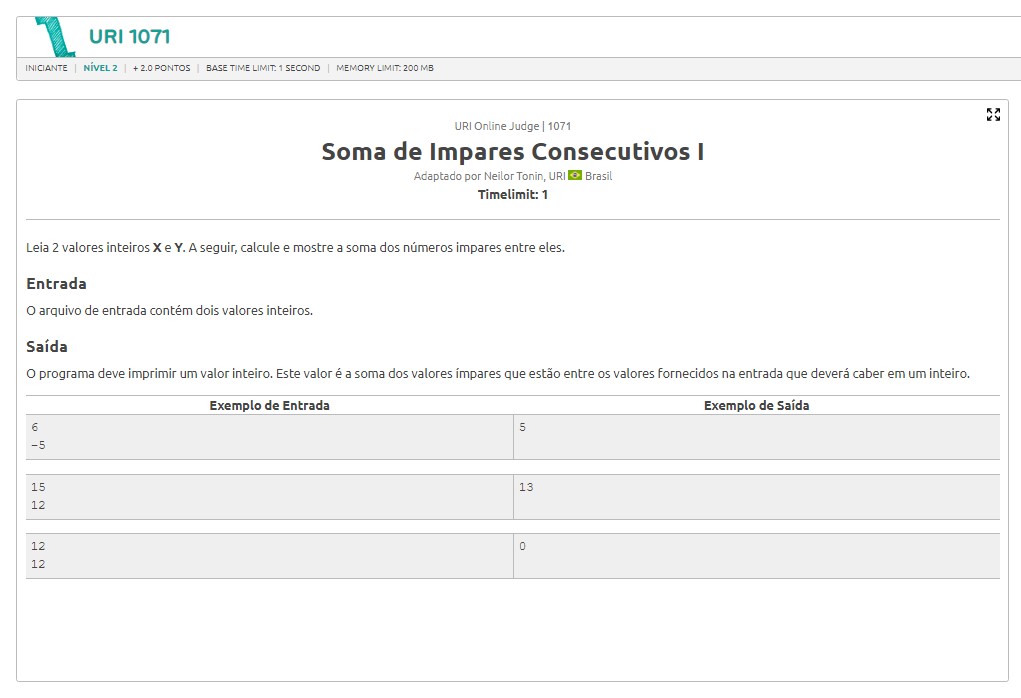 URI 1071
INICIANTE | NÍVEL 2 | + 2.0 PONTOS | BASE TIME LIMIT: 1 SECOND | MEMORY LIMIT: 200 MB
URI Online Judge | 1071
Soma de Impares Consecutivos I
Adaptado por Neilor Tonin, URI Brasil
Timelimit: 1
Leia 2 valores inteiros X e Y. A seguir, calcule e mostre a soma dos números impares entre eles.
Entrada
O arquivo de entrada contém dois valores inteiros.
Saída
O programa deve imprimir um valor inteiro. Este valor é a soma dos valores ímpares que estão entre os valores fornecidos na entrada que deverá caber em um inteiro.
Exemplo de Entrada Exemplo de Saída
6 5
-5
15 13
12
12 0
12